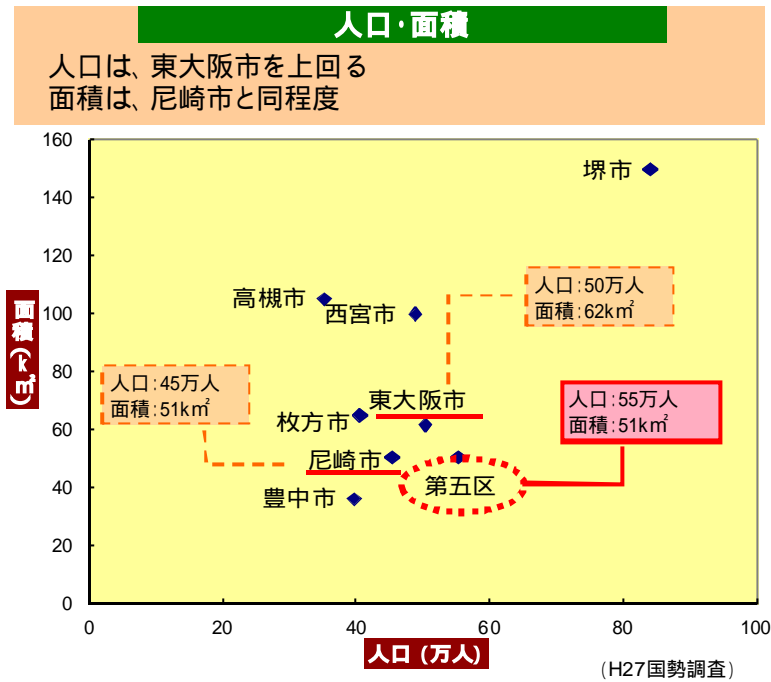 人口・面積
人口は、東大阪市を上回る
面積は、尼崎市と同程度
160
140
120
100
80
60
40
20
0
面積(k㎡)
堺市
高槻市
西宮市
人口:50万人
面積:62k㎡
人口:45万人
面積:51k㎡
東大阪市
枚方市
人口:55万人
面積:51k㎡
尼崎市
第五区
豊中市
0
20
40
60
80
100
人口 (万人)
(H27国勢調査)